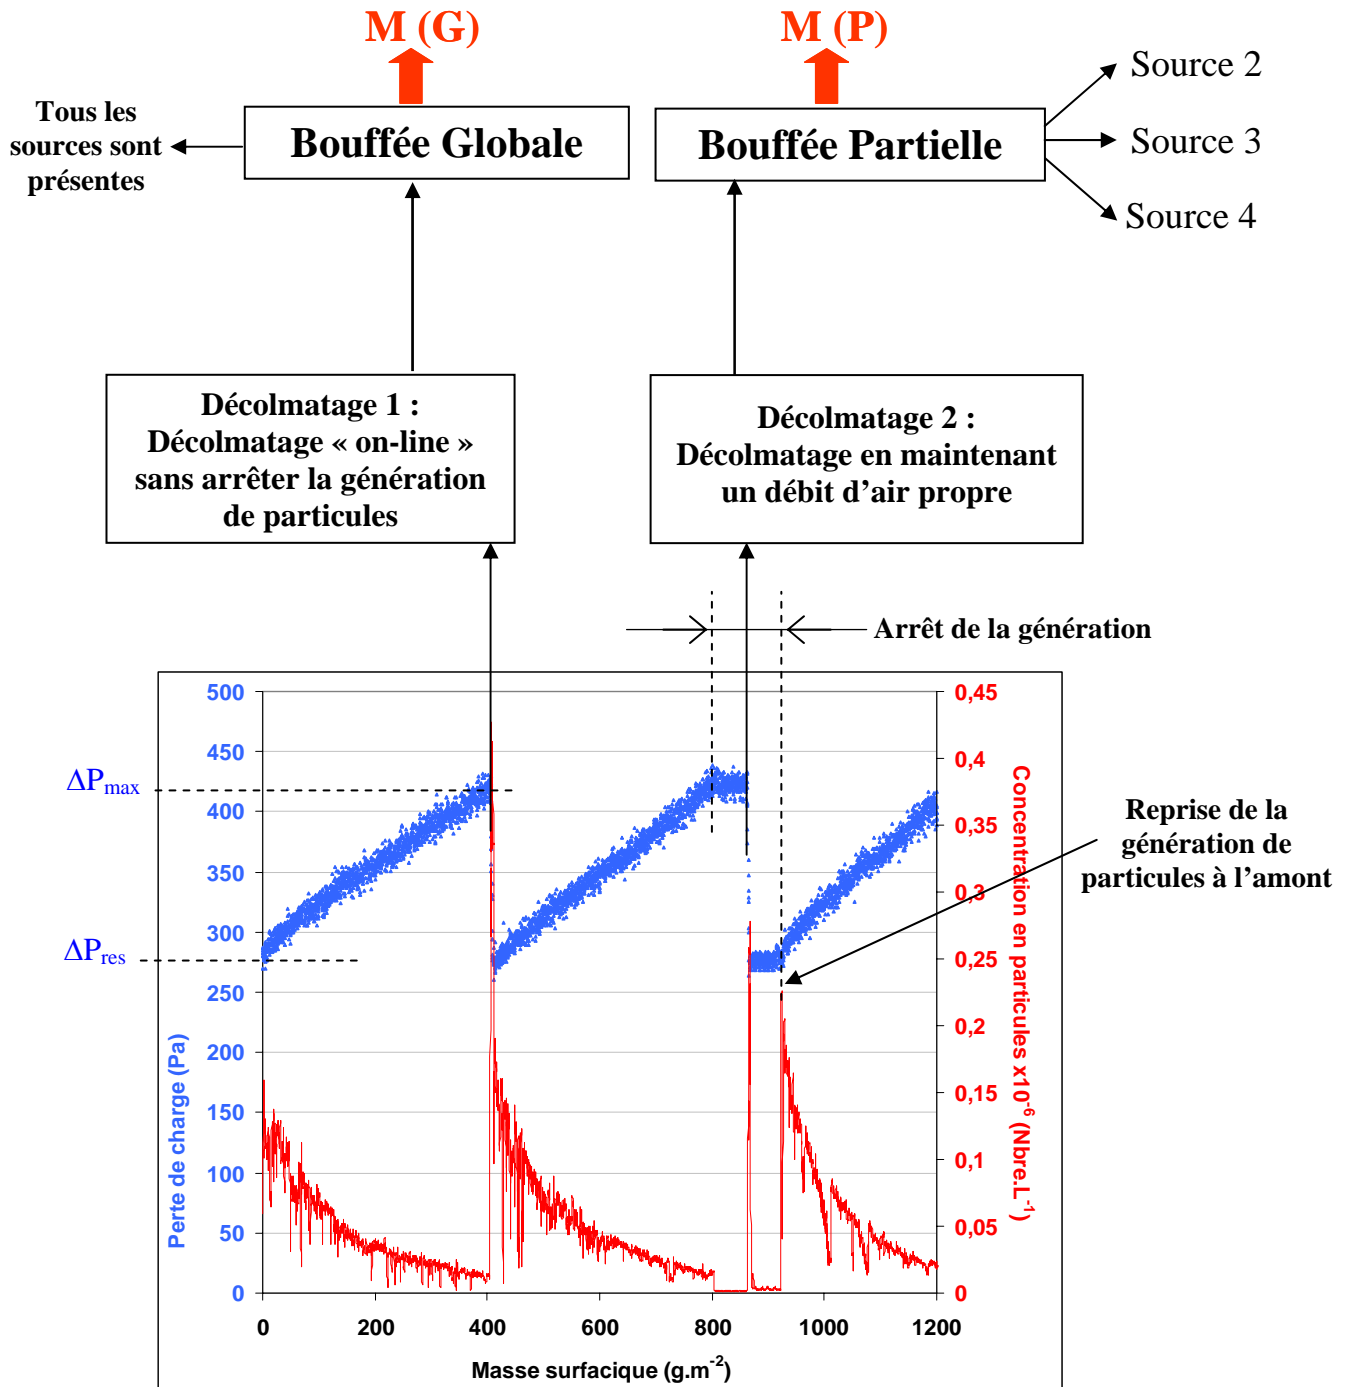 M (G)
M (P)
Source 2
Tous les
sources sont
présentes
Bouffée Globale
Bouffée Partielle
Source 3
Source 4
Décolmatage 1 :
Décolmatage « on-line »
sans arrêter la génération
de particules
Décolmatage 2 :
Décolmatage en maintenant
un débit d’air propre
Arrêt de la génération
Reprise de la
génération de
particules à l’amont
ΔPmax
ΔPres
Perte de charge (Pa)
500
450
400
350
300
250
200
150
100
50
0
0,45
0,4
0,35
0,3
0,25
0,2
0,15
0,1
0,05
0
Concentration en particules x10⁻⁶ (Nbre.L⁻¹)
0 200 400 600 800 1000 1200
Masse surfacique (g.m⁻²)